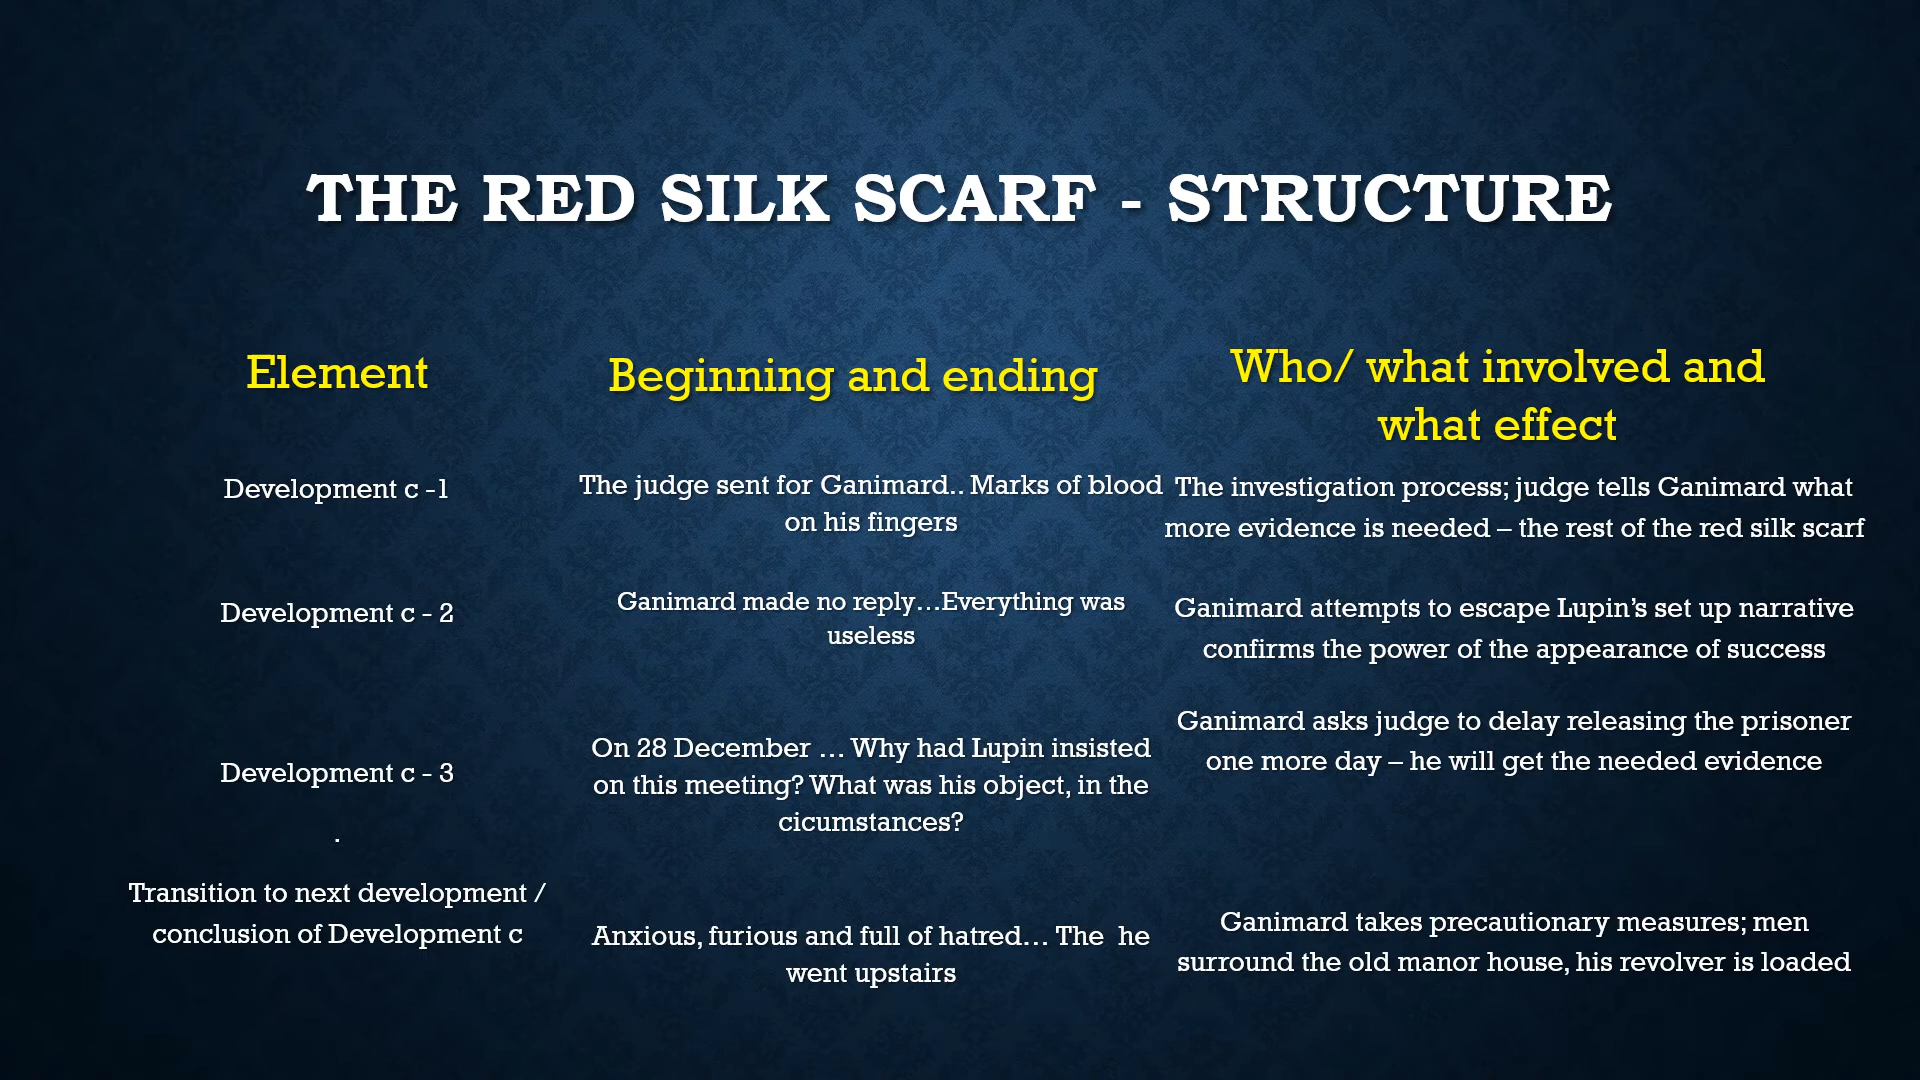 THE RED SILK SCARF - STRUCTURE
Element
Beginning and ending
Who/ what involved and
what effect
Development c -1
The judge sent for Ganimard.. Marks of blood
on his fingers
The investigation process; judge tells Ganimard what
more evidence is needed – the rest of the red silk scarf
Development c - 2
Ganimard made no reply…Everything was
useless
Ganimard attempts to escape Lupin’s set up narrative
confirms the power of the appearance of success
Development c - 3
.
On 28 December … Why had Lupin insisted
on this meeting? What was his object, in the
cicumstances?
Ganimard asks judge to delay releasing the prisoner
one more day – he will get the needed evidence
Transition to next development /
conclusion of Development c
Anxious, furious and full of hatred… The  he
went upstairs
Ganimard takes precautionary measures; men
surround the old manor house, his revolver is loaded